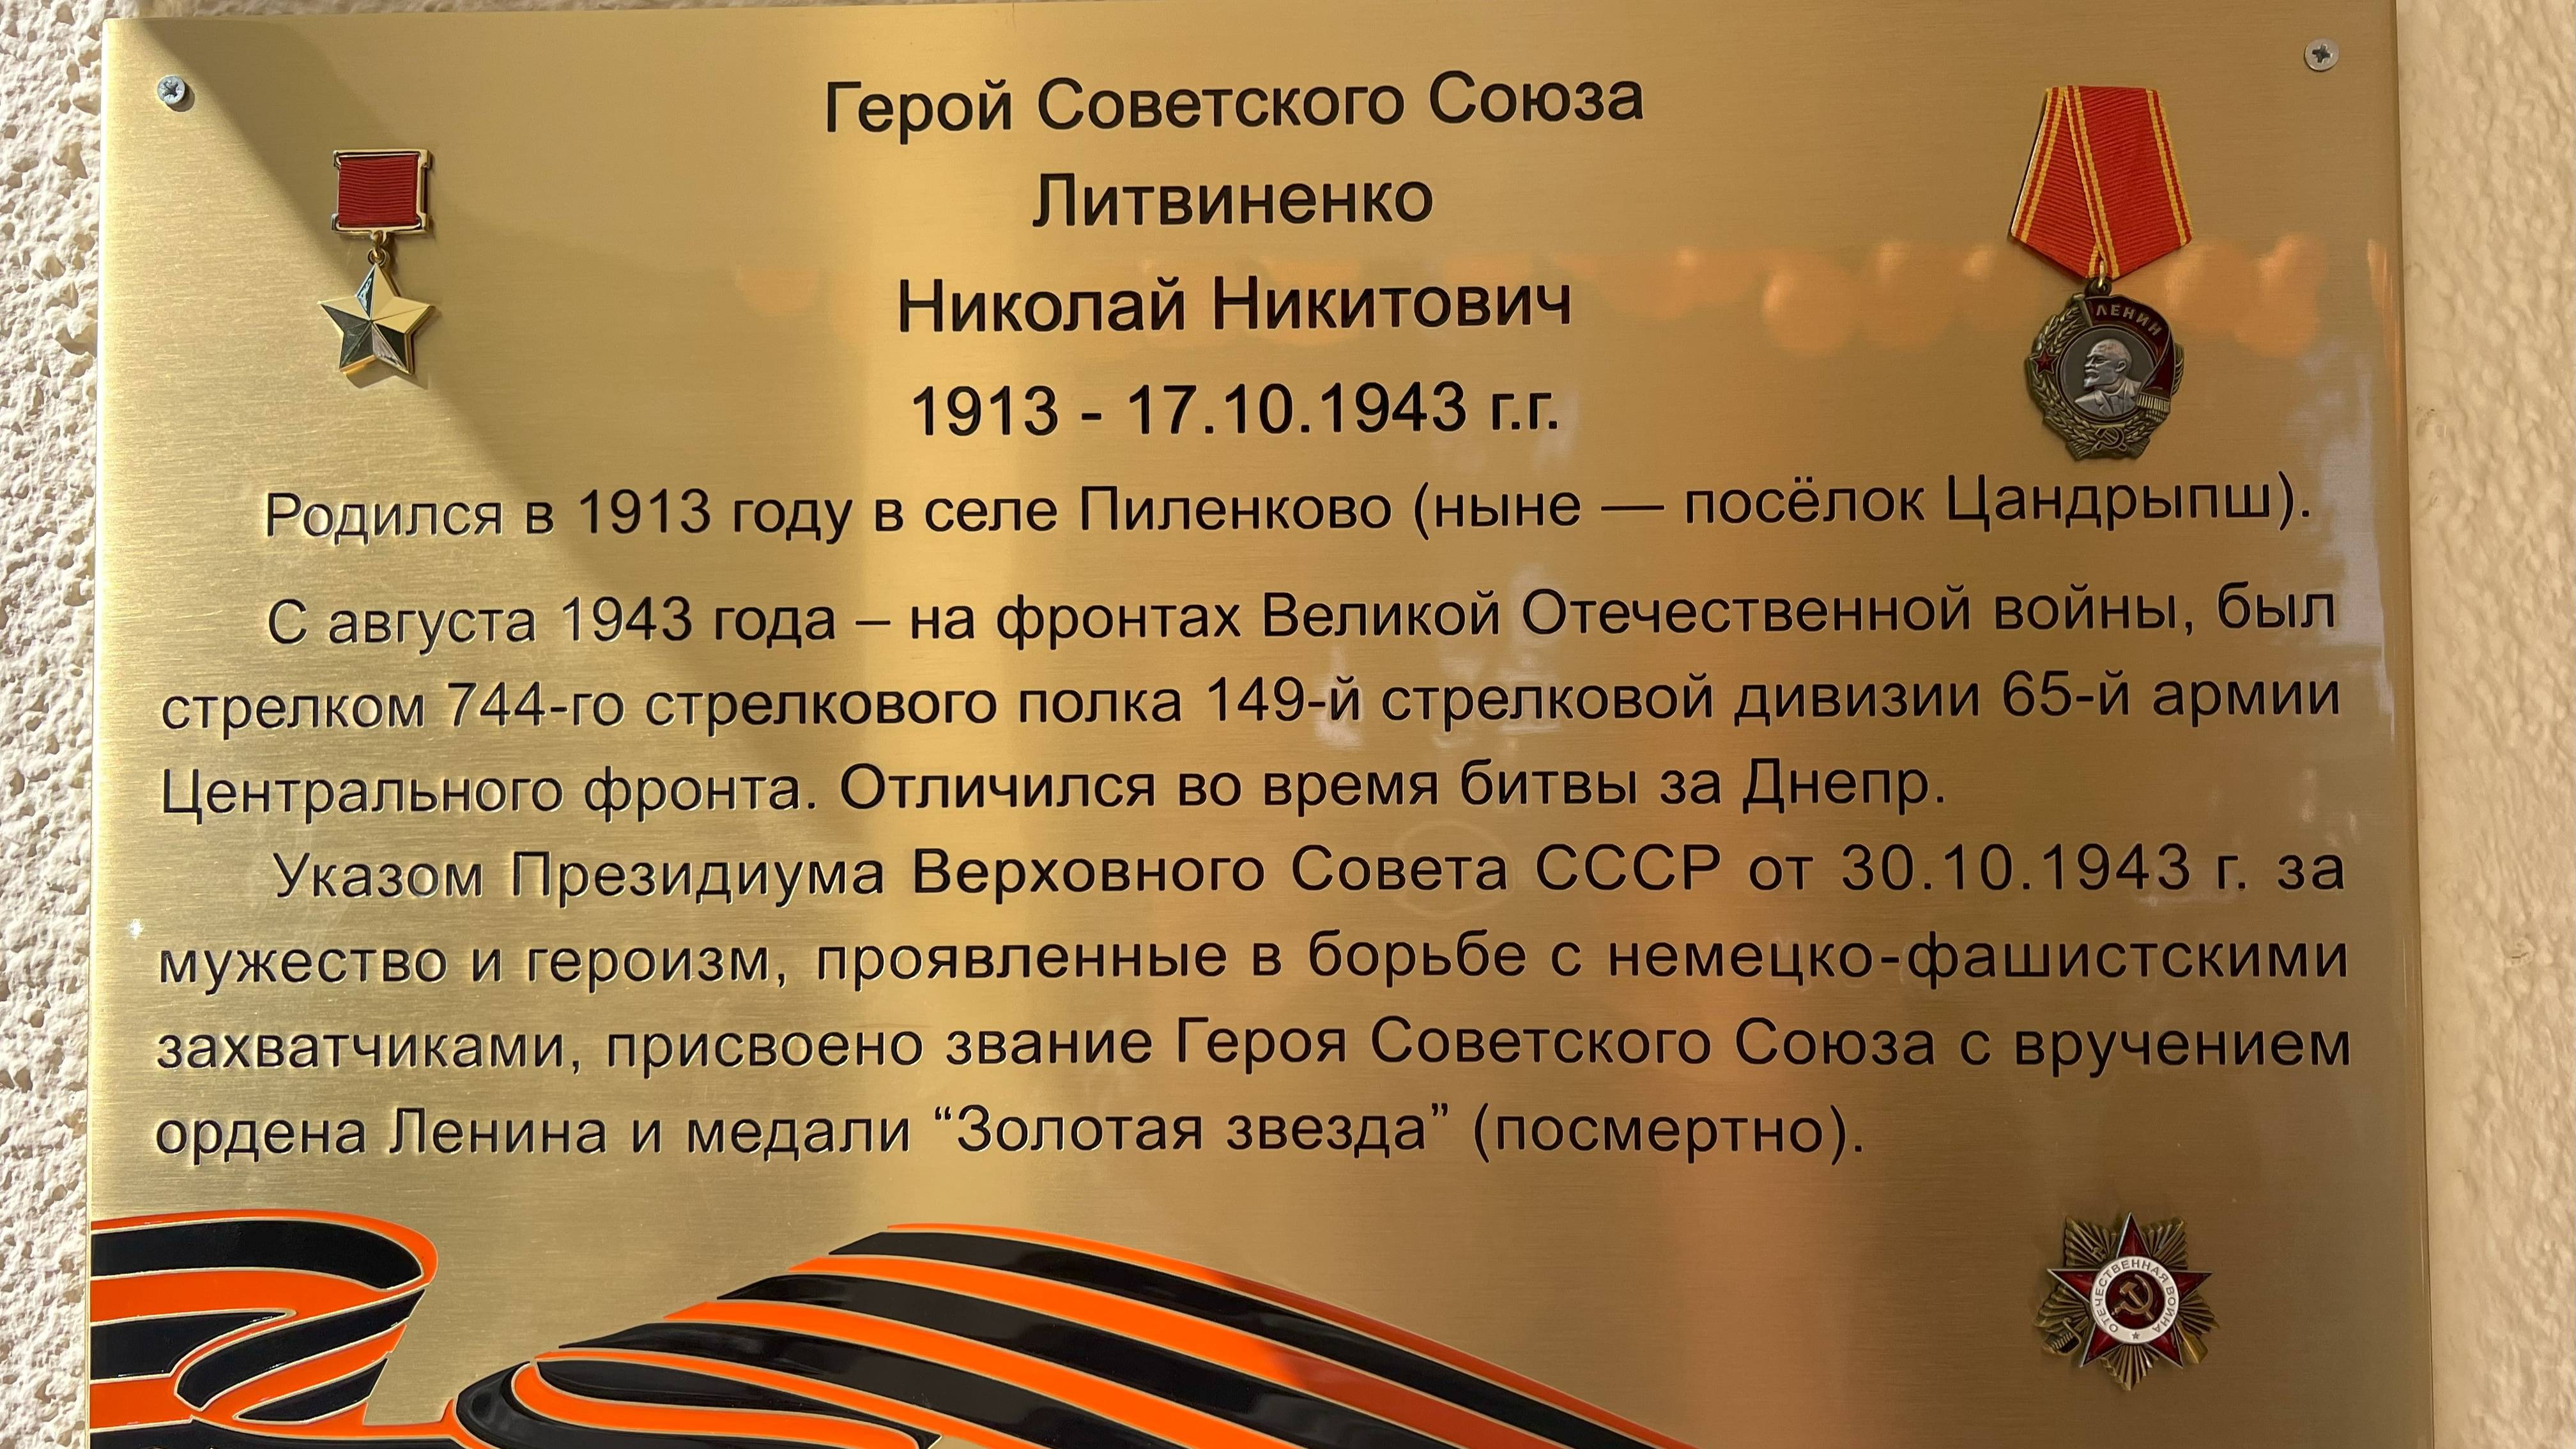 Герой Советского Союза
Литвиненко
Николай Никитович
1913 - 17.10.1943 г.г.
ЛЕНИН
Родился в 1913 году в селе Пиленково (ныне — посёлок Цандрыпш).
С августа 1943 года – на фронтах Великой Отечественной войны, был
стрелком 744-го стрелкового полка 149-й стрелковой дивизии 65-й армии
Центрального фронта. Отличился во время битвы за Днепр.
Указом Президиума Верховного Совета СССР от 30.10.1943 г. за
мужество и героизм, проявленные в борьбе с немецко-фашистскими
захватчиками, присвоено звание Героя Советского Союза с вручением
ордена Ленина и медали “Золотая звезда” (посмертно).
ОТЕЧЕСТВЕННАЯ ВОЙНА